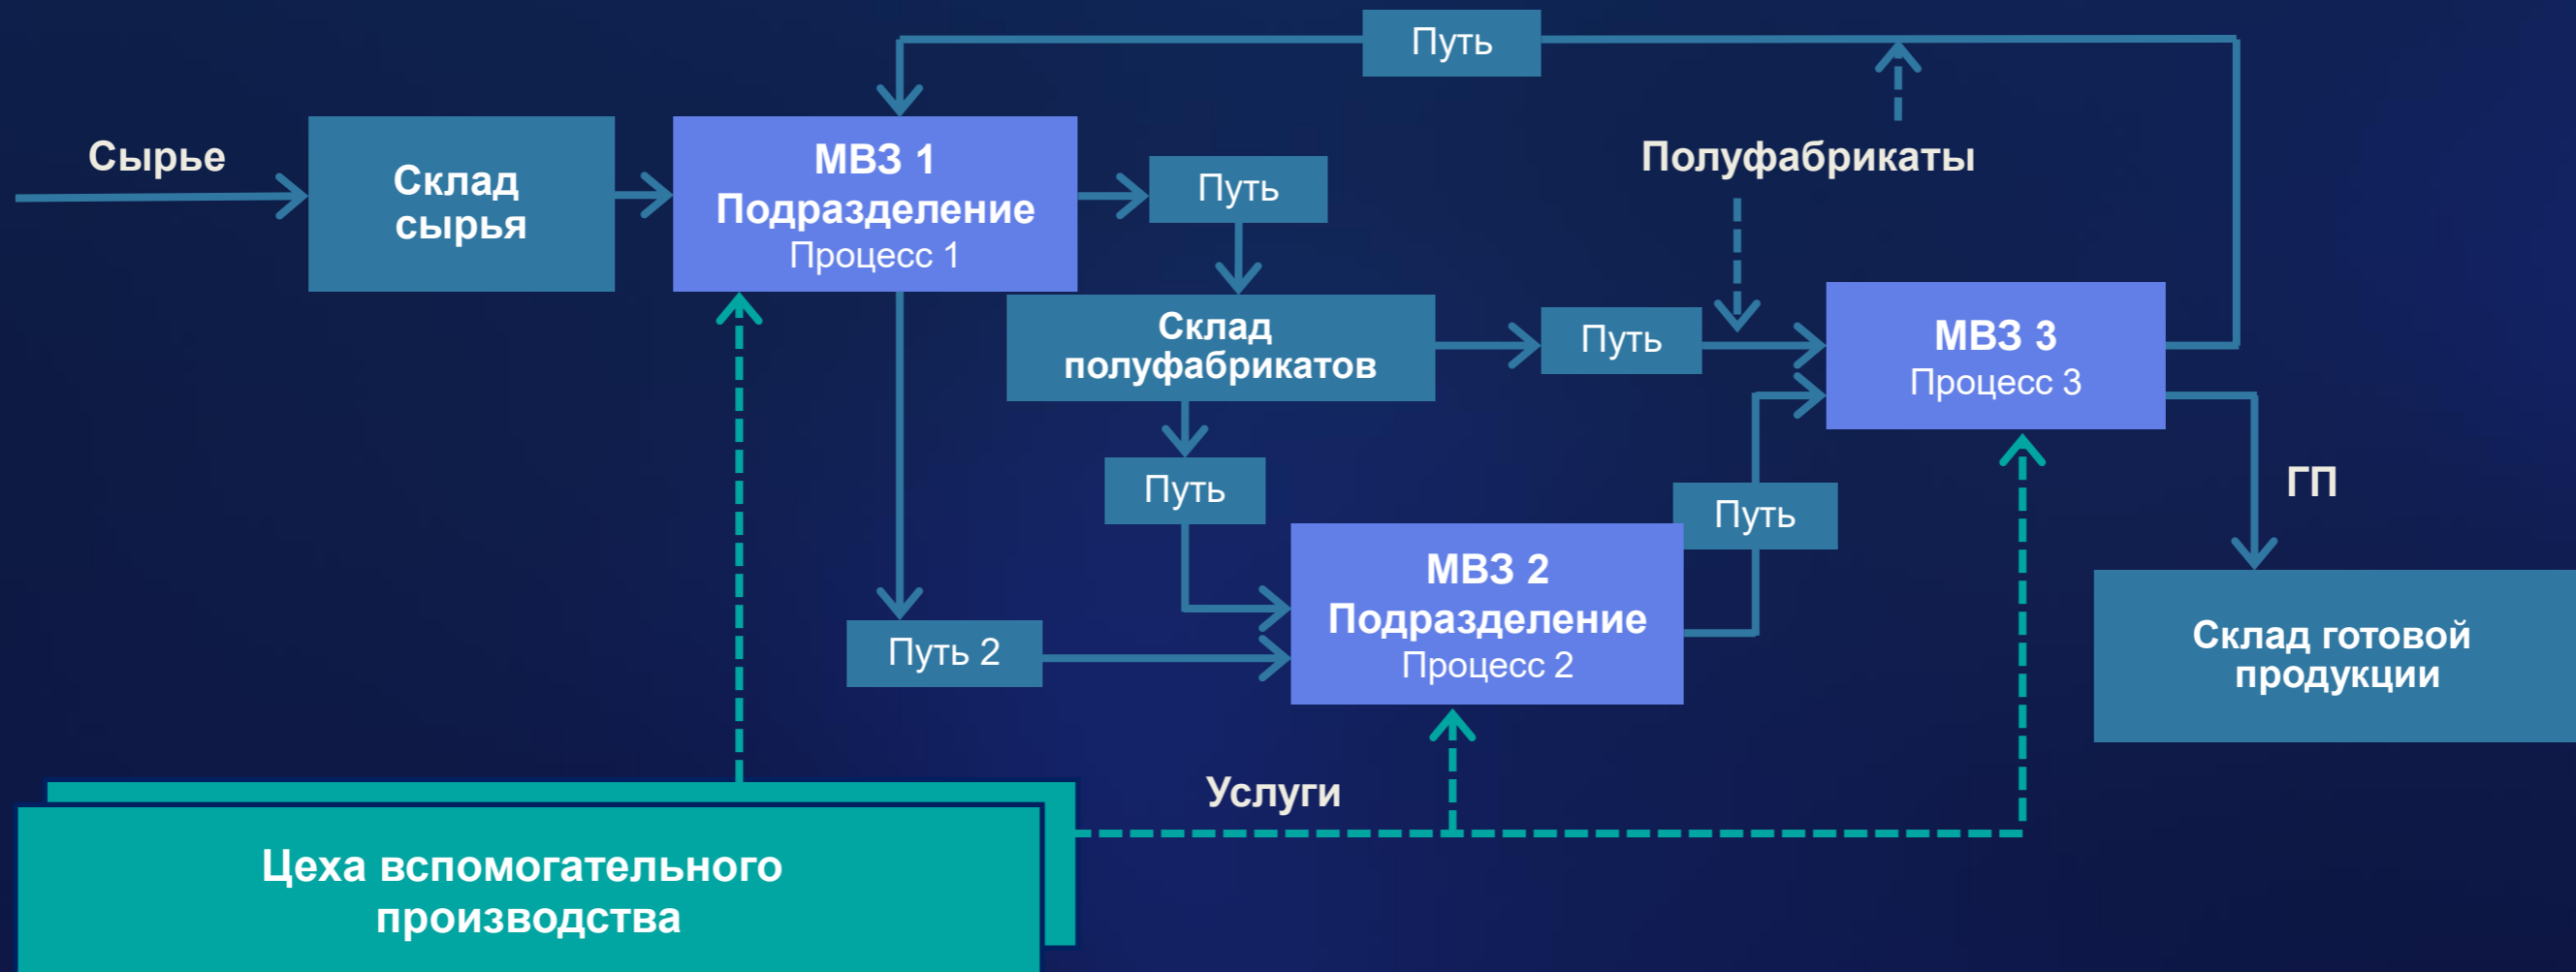 Путь
Сырье
Склад
сырья
МВЗ 1
Подразделение
Процесс 1
Путь
Полуфабрикаты
Склад
полуфабрикатов
Путь
МВЗ 3
Процесс 3
Путь
Путь
ГП
МВЗ 2
Подразделение
Процесс 2
Путь 2
Склад готовой
продукции
Услуги
Цеха вспомогательного
производства